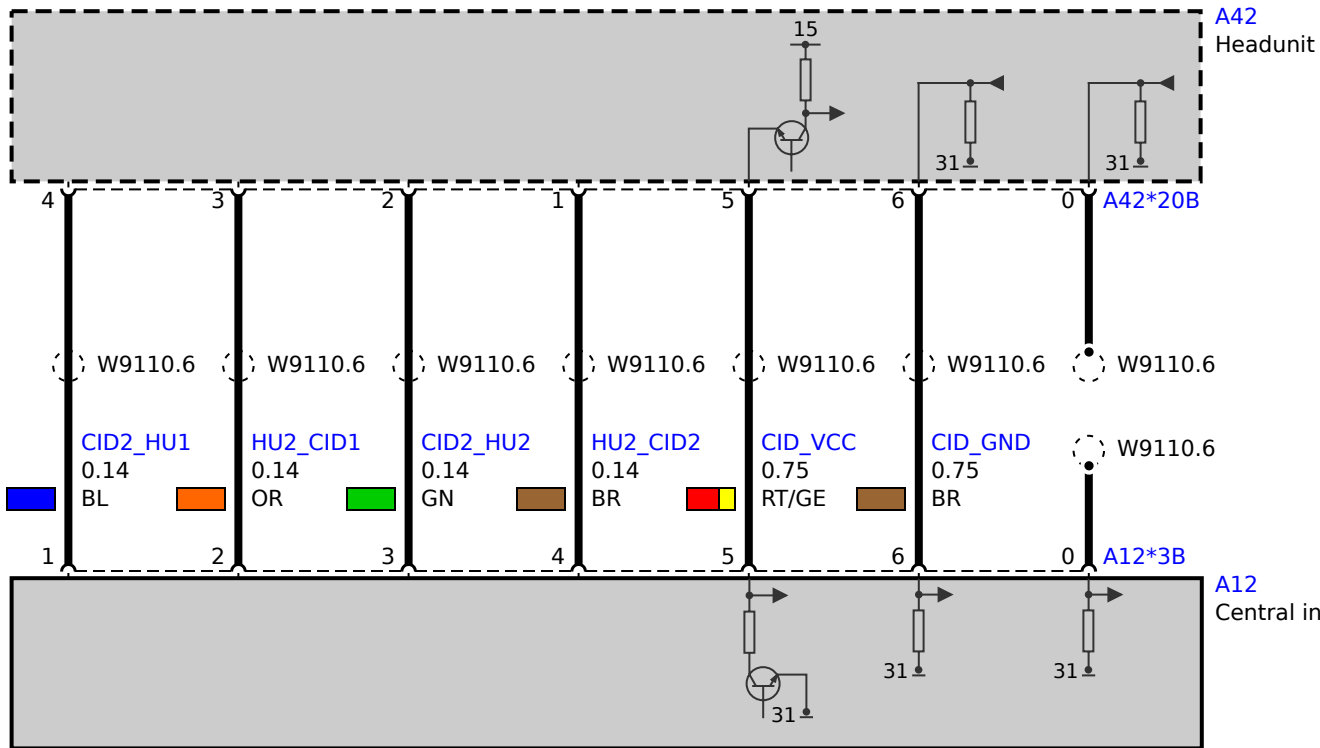 A42
Headunit
15
31
31
4
3
2
1
5
6
0
A42*20B
W9110.6
W9110.6
W9110.6
W9110.6
W9110.6
W9110.6
W9110.6
CID2_HU1
0.14
BL
HU2_CID1
0.14
OR
CID2_HU2
0.14
GN
HU2_CID2
0.14
BR
CID_VCC
0.75
RT/GE
CID_GND
0.75
BR
W9110.6
1
2
3
4
5
6
0
A12*3B
A12
Central in
31
31
31